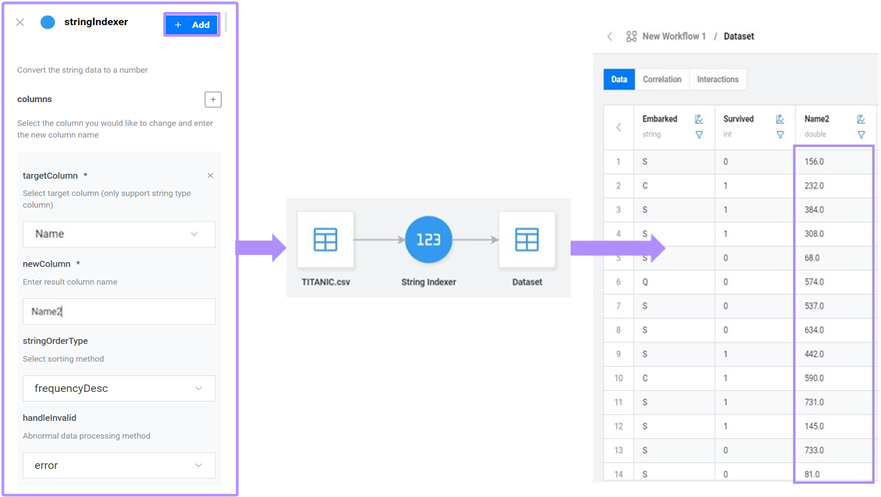 stringIndexer
+ Add
Convert the string data to a number
columns
+
Select the column you would like to change and enter
the new column name
targetColumn *
Select target column (only support string type
column)
Name
newColumn *
Enter result column name
Name2
stringOrderType
Select sorting method
frequencyDesc
handleInvalid
Abnormal data processing method
error
TITANIC.csv
123
String Indexer
Dataset
New Workflow 1 / Dataset
Data Correlation Interactions
Embarked Survived Name2
string int double
1 S 0 156.0
2 C 1 232.0
3 S 1 384.0
4 S 1 308.0
5 S 0 68.0
6 Q 0 574.0
7 S 0 537.0
8 S 0 634.0
9 S 1 442.0
10 C 1 590.0
11 S 1 731.0
12 S 1 145.0
13 S 0 733.0
14 S 0 81.0